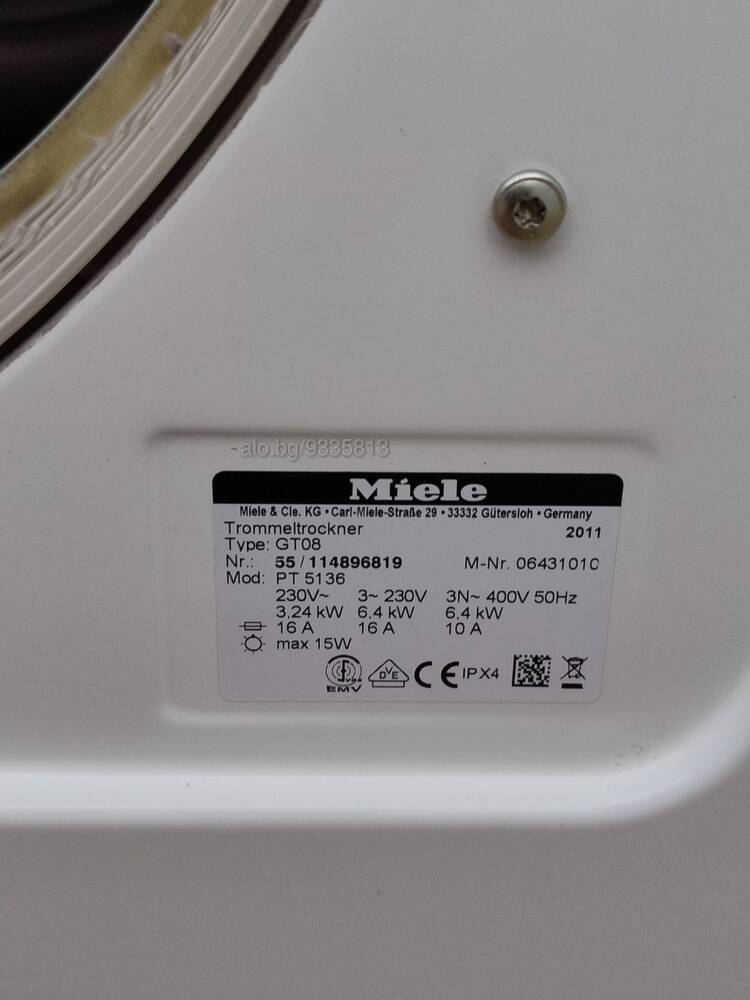 ~alo.bg/9835813
Miele
Miele & Cie. KG • Carl-Miele-Straße 29 • 33332 Gütersloh • Germany
Trommeltrockner 2011
Type: GT08
Nr.: 55 / 114896819 M-Nr. 06431010
Mod: PT 5136
230V~ 3~ 230V 3N~ 400V 50Hz
3,24 kW 6,4 kW 6,4 kW
16 A 16 A 10 A
max 15W
EMV DVE CE IPX4